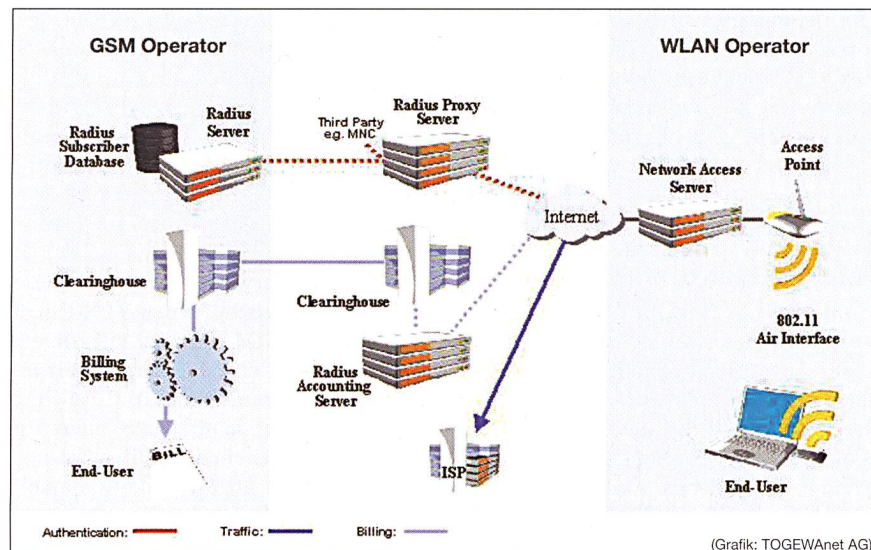 GSM Operator
WLAN Operator
Radius
Subscriber
Database
Radius
Server
Third Party
e.g. MNC
Radius Proxy
Server
Network Access
Server
Access
Point
Internet
Clearinghouse
Clearinghouse
802.11
Air Interface
Billing
System
Radius
Accounting
Server
BILL
End-User
ISP
End-User
Authentication:
Traffic:
Billing:
(Grafik: TOGEWAnet AG)